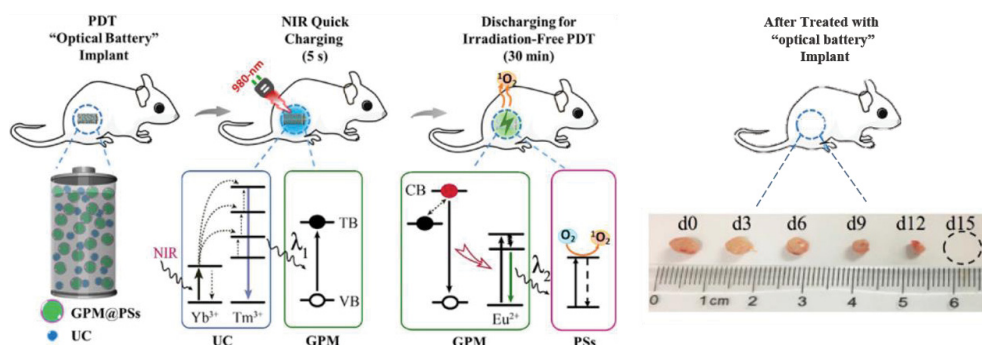 PDT
“Optical Battery”
Implant
NIR Quick
Charging
(5 s)
Discharging for
Irradiation-Free PDT
(30 min)
After Treated with
“optical battery”
Implant
980-nm
¹O₂
NIR
Yb³⁺
Tm³⁺
UC
λ₁
TB
VB
GPM
CB
Eu²⁺
GPM
λ₂
O₂
¹O₂
PSs
GPM@PSs
UC
d0 d3 d6 d9 d12 d15
0 1cm 2 3 4 5 6